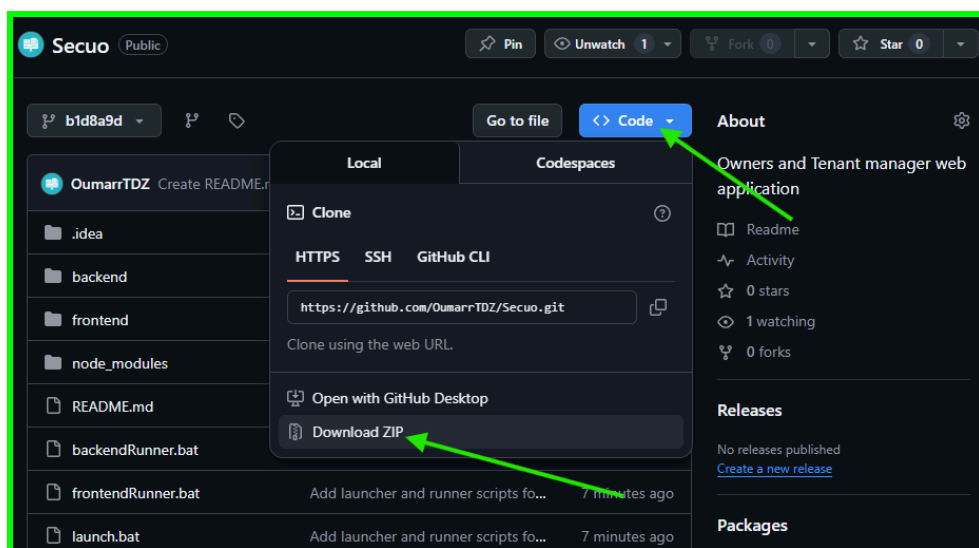 Secuo Public
Pin
Unwatch 1
Fork 0
Star 0
b1d8a9d
Go to file
<> Code
About
Local
Codespaces
Owners and Tenant manager web
application
OumarrTDZ Create README.r
Clone
.idea
Readme
HTTPS SSH GitHub CLI
Activity
backend
https://github.com/OumarrTDZ/Secuo.git
0 stars
frontend
1 watching
Clone using the web URL.
0 forks
node_modules
Open with GitHub Desktop
README.md
Releases
Download ZIP
backendRunner.bat
No releases published
Create a new release
frontendRunner.bat Add launcher and runner scripts fo... 7 minutes ago
Packages
launch.bat Add launcher and runner scripts fo... 7 minutes ago